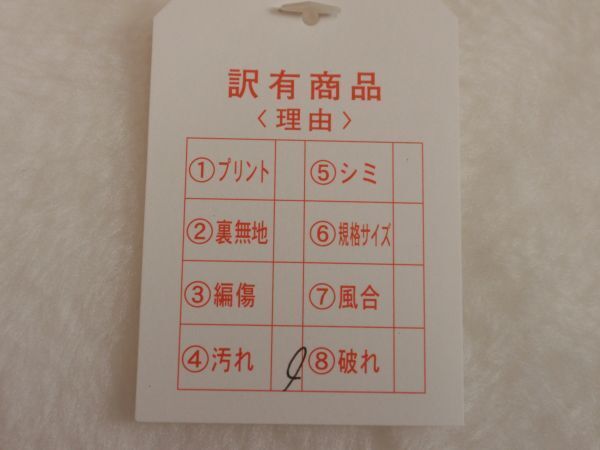 訳有商品
〈理由〉
①プリント ⑤シミ
②裏無地 ⑥規格サイズ
③編傷 ⑦風合
④汚れ ⑧破れ